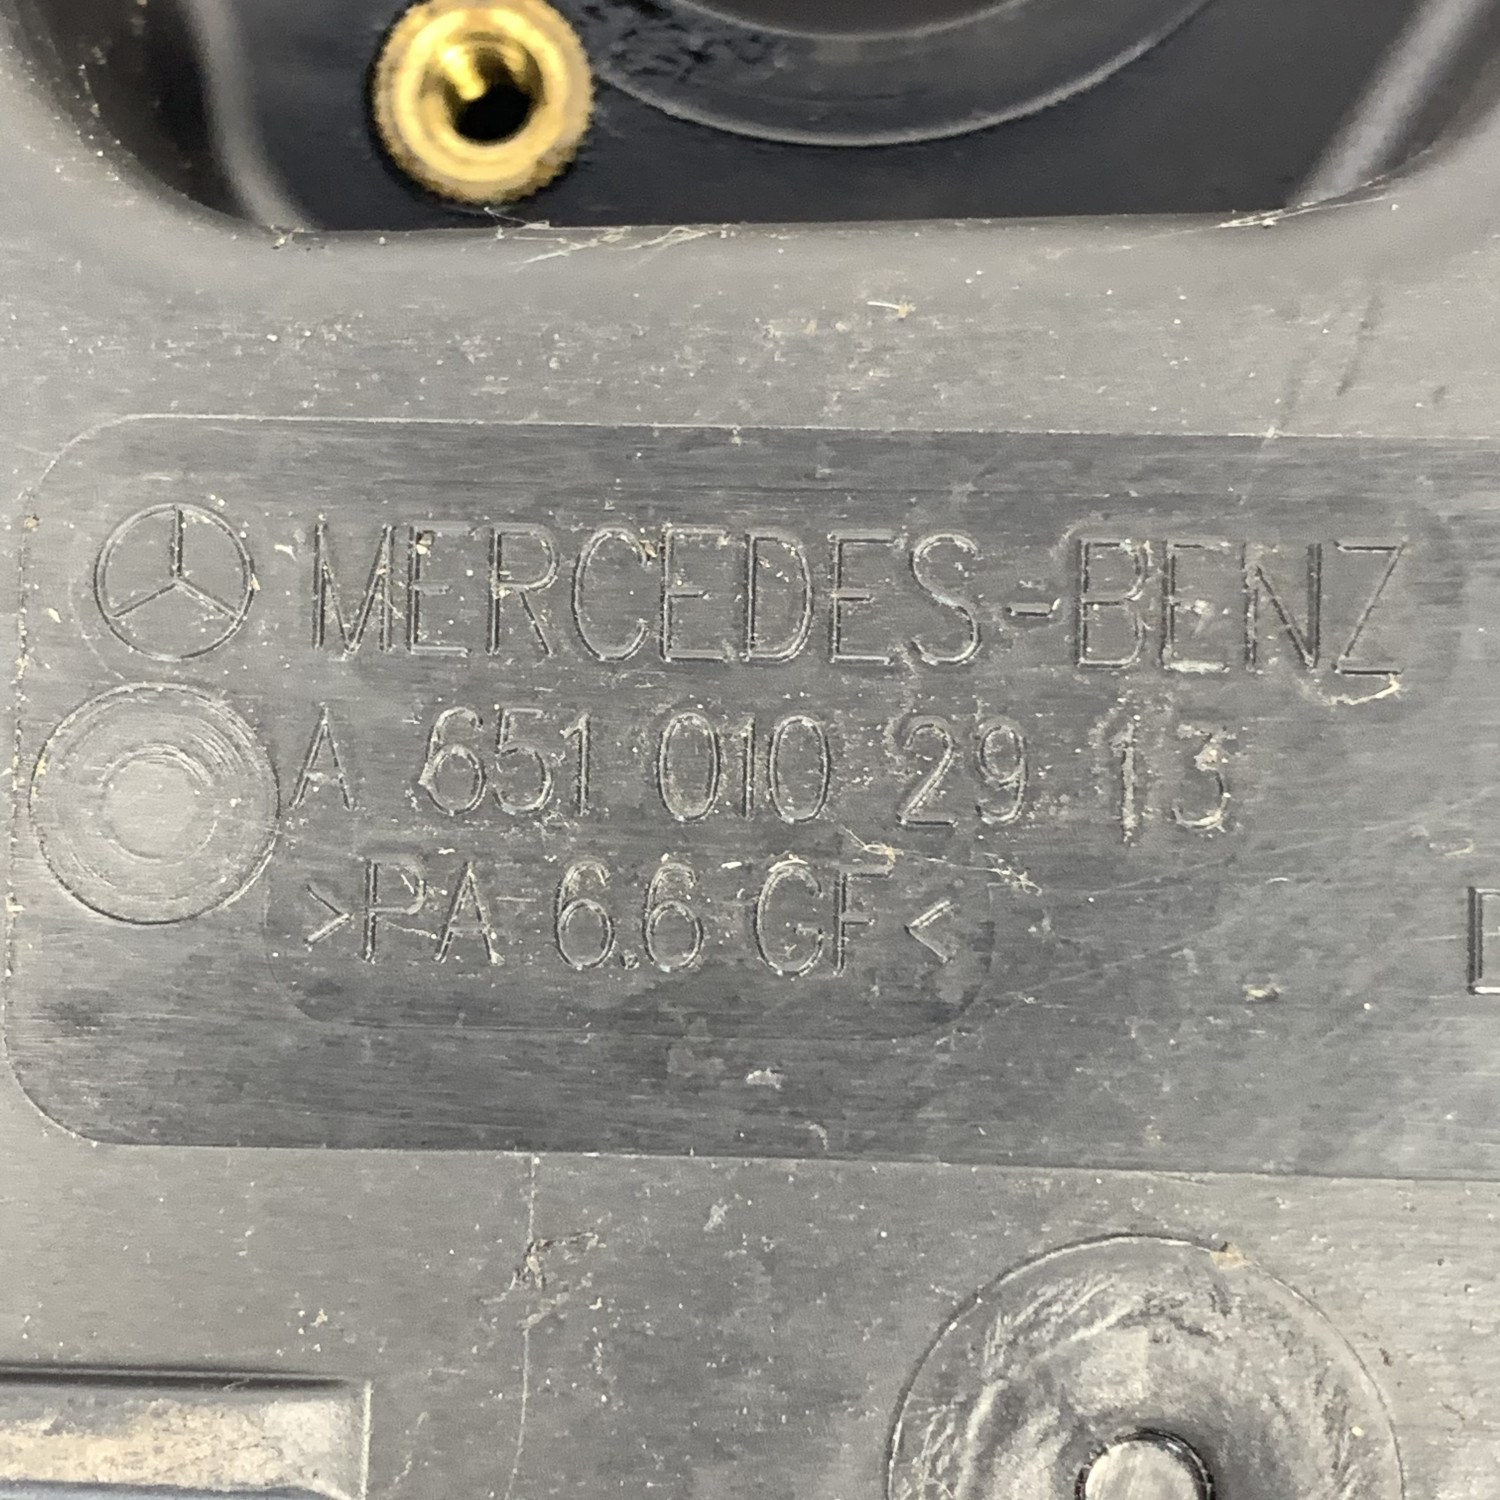 MERCEDES-BENZ
A 651 010 29 13
>PA 6.6 GF<